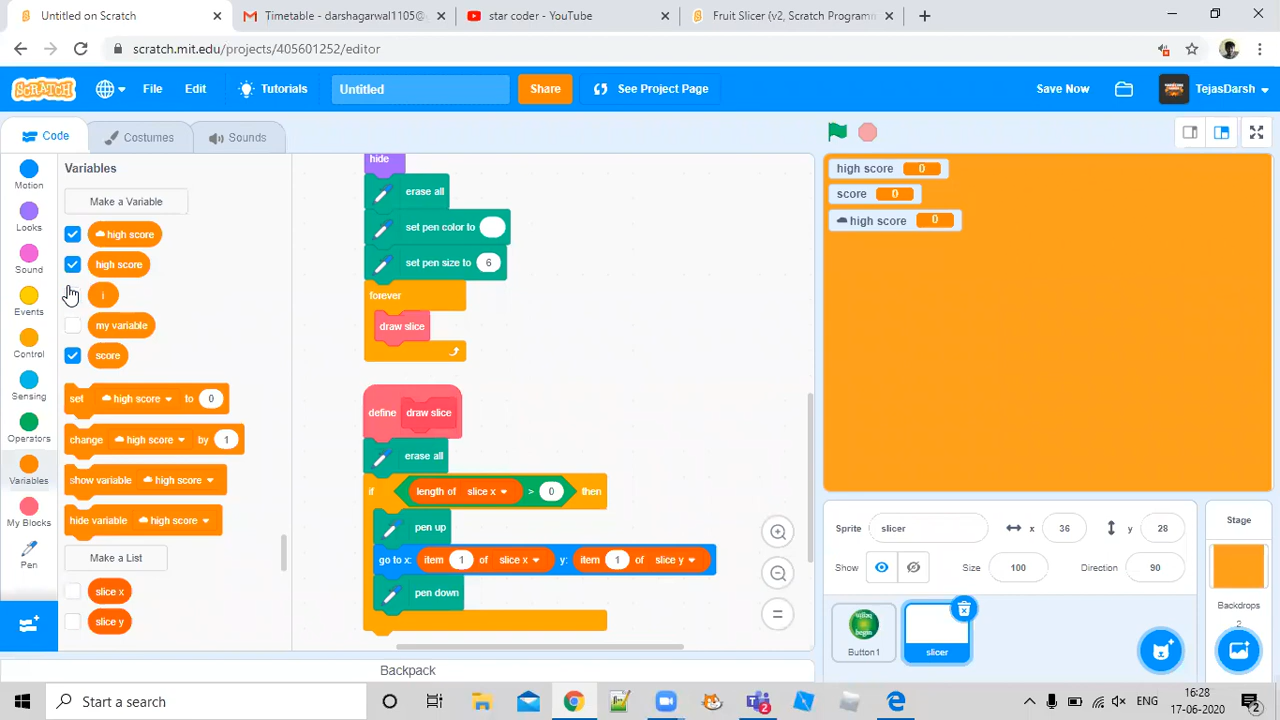 Untitled on Scratch
Timetable - darshagarwal1105@
star coder - YouTube
Fruit Slicer (v2, Scratch Programm
scratch.mit.edu/projects/405601252/editor
SCRATCH
File
Edit
Tutorials
Untitled
Share
See Project Page
Save Now
TejasDarsh
Code
Costumes
Sounds
Motion
Looks
Sound
Events
Control
Sensing
Operators
Variables
My Blocks
Pen
Variables
Make a Variable
high score
high score
i
my variable
score
set high score to 0
change high score by 1
show variable high score
hide variable high score
Make a List
slice x
slice y
hide
erase all
set pen color to
set pen size to 6
forever
draw slice
define draw slice
erase all
if length of slice x > 0 then
pen up
go to x: item 1 of slice x y: item 1 of slice y
pen down
Backpack
high score 0
score 0
high score 0
Sprite slicer x 36 y 28
Show Size 100 Direction 90
Button1
slicer
Stage
Backdrops
2
Start a search
2
ENG
16:28
17-06-2020
2